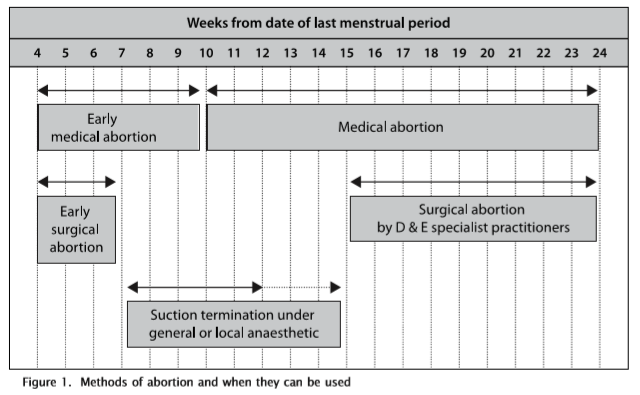 Weeks from date of last menstrual period
4 5 6 7 8 9 10 11 12 13 14 15 16 17 18 19 20 21 22 23 24
Early
medical abortion
Medical abortion
Early
surgical
abortion
Surgical abortion
by D & E specialist practitioners
Suction termination under
general or local anaesthetic
Figure 1. Methods of abortion and when they can be used